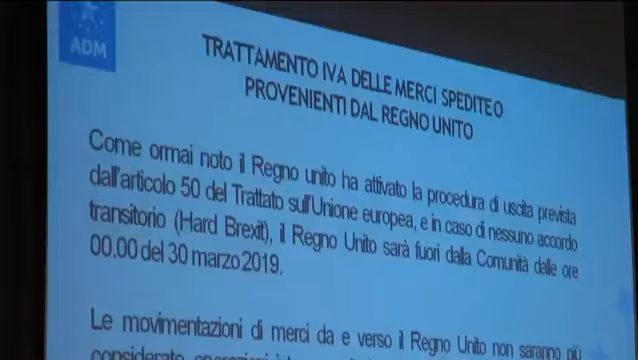 ADM
TRATTAMENTO IVA DELLE MERCI SPEDITE O
PROVENIENTI DAL REGNO UNITO
Come ormai noto il Regno unito ha attivato la procedura di uscita prevista
dall'articolo 50 del Trattato sull'Unione europea, e in caso di nessuno accordo
transitorio (Hard Brexit), il Regno Unito sarà fuori dalla Comunità dalle ore
00.00 del 30 marzo 2019.
Le movimentazioni di merci da e verso il Regno Unito non saranno più
considerate operazioni